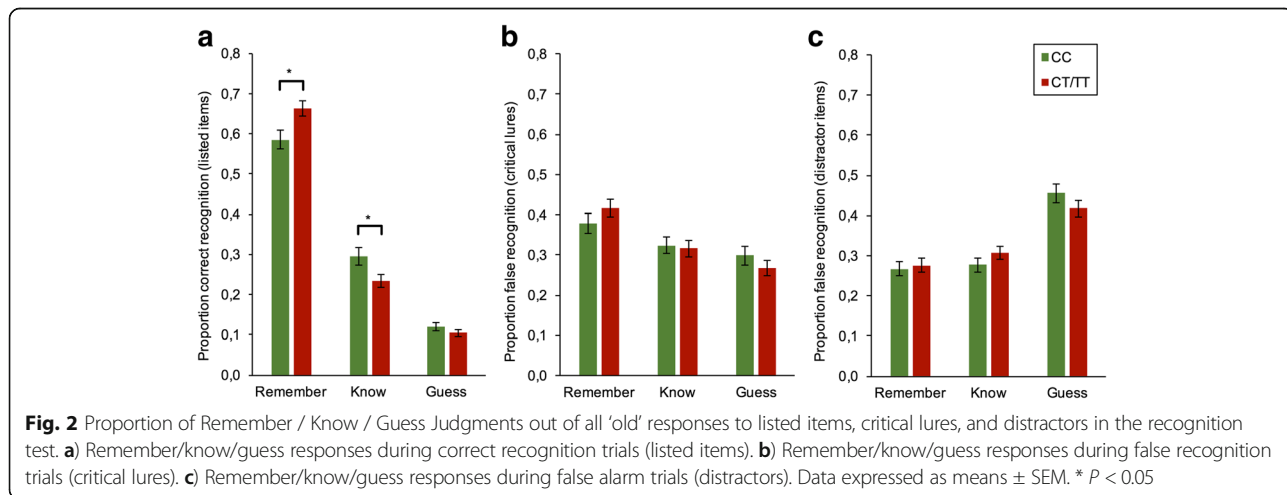 a
b
c
0,8
0,7
0,6
0,5
0,4
0,3
0,2
0,1
0,0
Proportion correct recognition (listed items)
*
*
Remember Know Guess
0,8
0,7
0,6
0,5
0,4
0,3
0,2
0,1
0,0
Proportion false recognition (critical lures)
Remember Know Guess
0,8
0,7
0,6
0,5
0,4
0,3
0,2
0,1
0,0
Proportion false recognition (distractor items)
CC
CT/TT
Remember Know Guess
Fig. 2 Proportion of Remember / Know / Guess Judgments out of all ‘old’ responses to listed items, critical lures, and distractors in the recognition
test. a) Remember/know/guess responses during correct recognition trials (listed items). b) Remember/know/guess responses during false recognition
trials (critical lures). c) Remember/know/guess responses during false alarm trials (distractors). Data expressed as means ± SEM. * P < 0.05